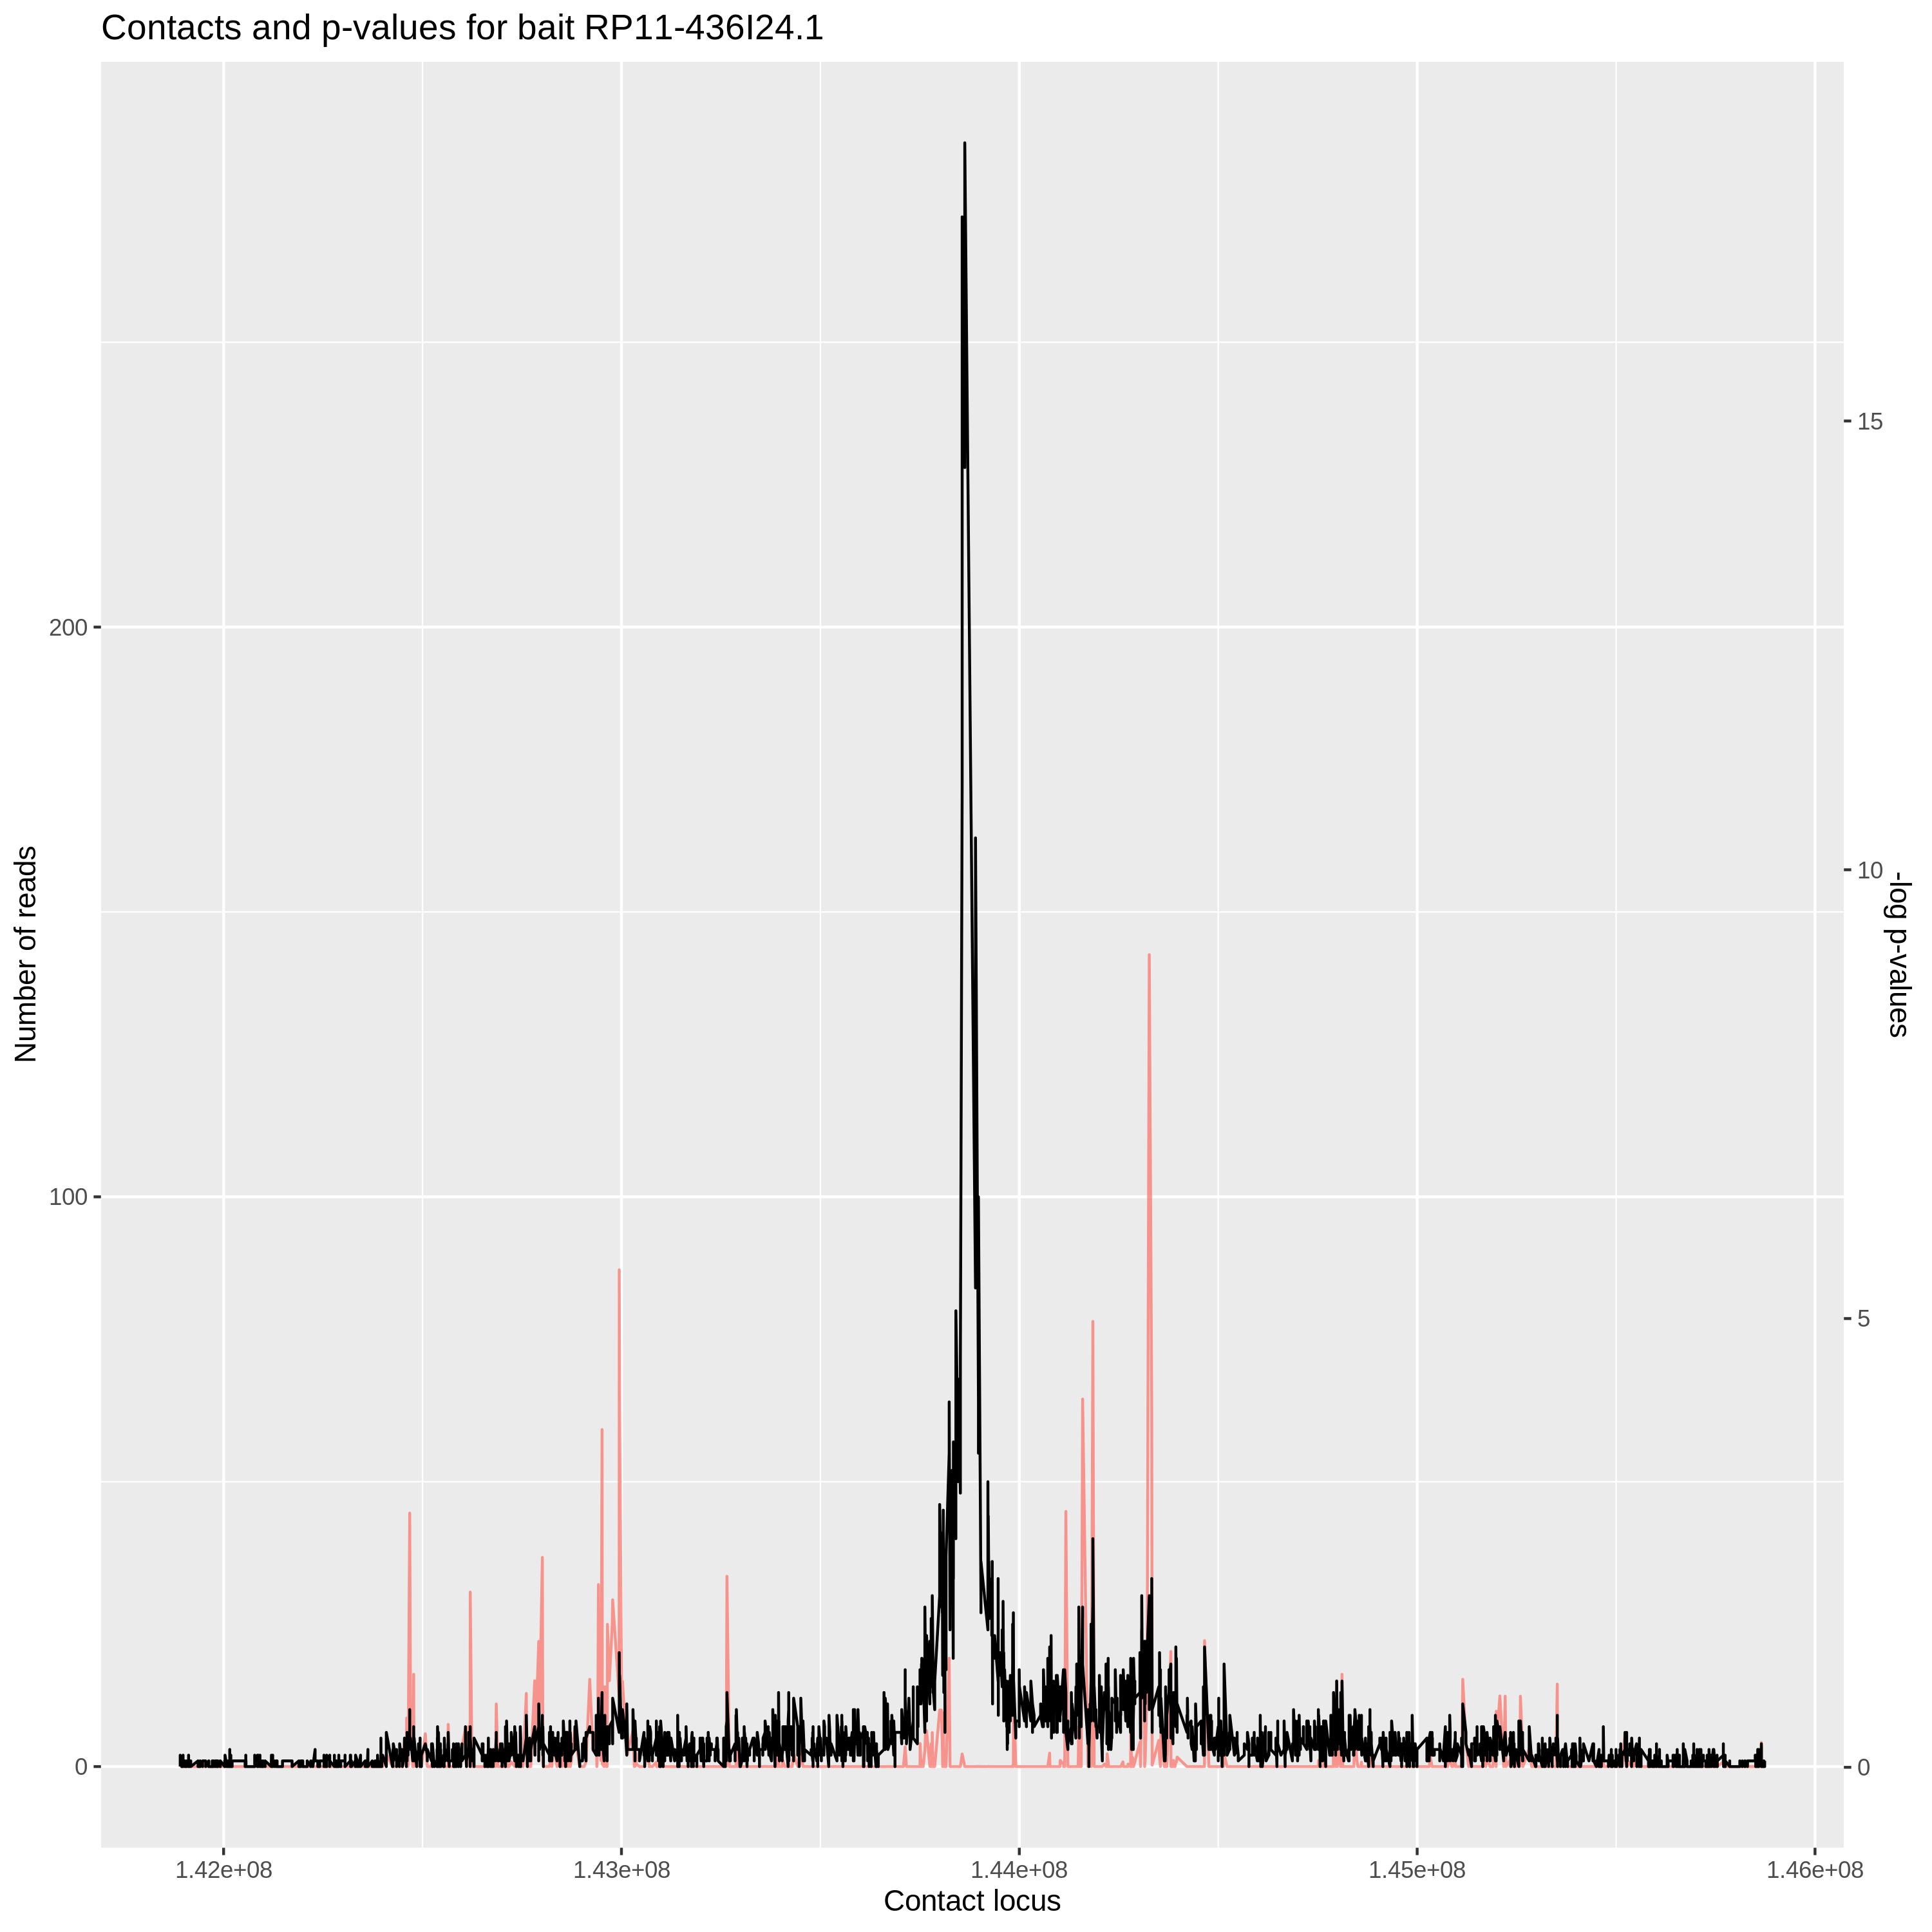 Contacts and p-values for bait RP11-436I24.1
Number of reads
200
100
0
15
10
5
0
-log p-values
1.42e+08
1.43e+08
1.44e+08
1.45e+08
1.46e+08
Contact locus